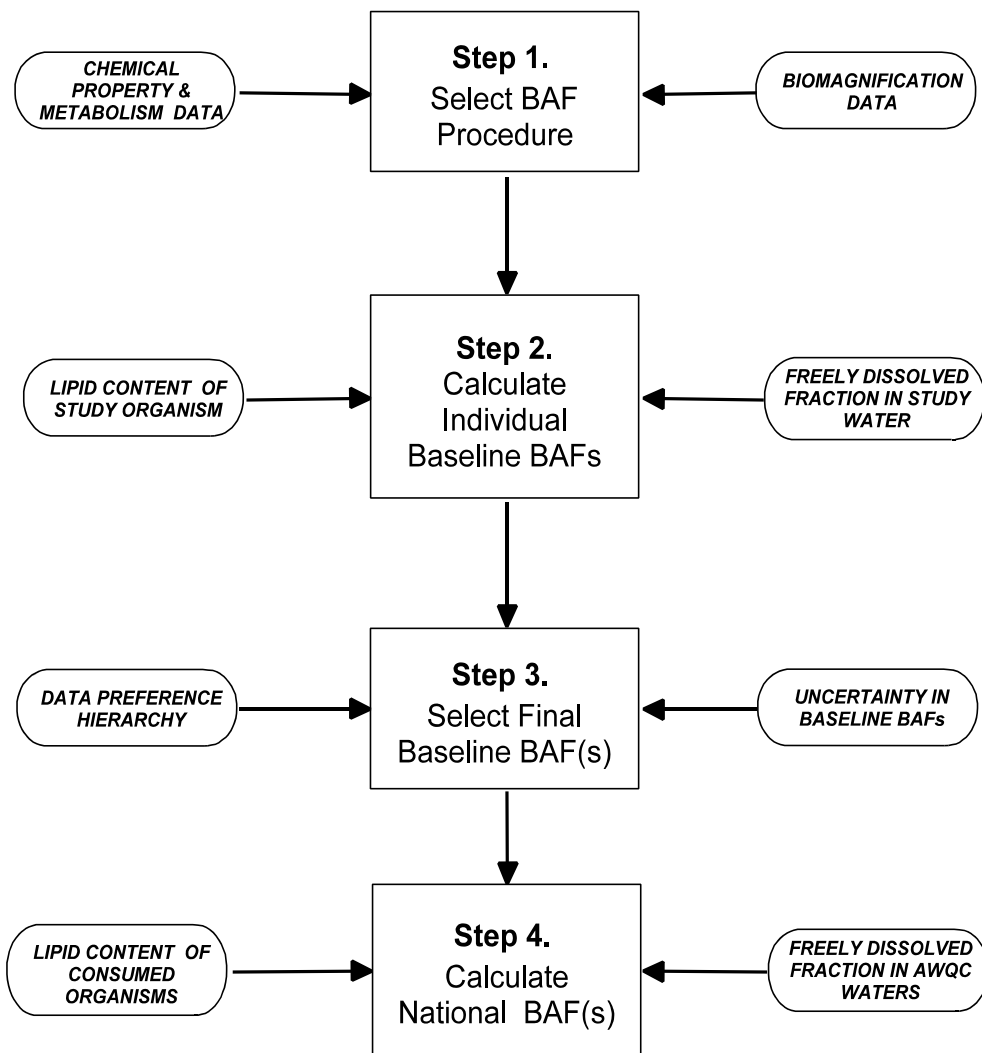 CHEMICAL
PROPERTY &
METABOLISM DATA
Step 1.
Select BAF
Procedure
BIOMAGNIFICATION
DATA
LIPID CONTENT OF
STUDY ORGANISM
Step 2.
Calculate
Individual
Baseline BAFs
FREELY DISSOLVED
FRACTION IN STUDY
WATER
DATA PREFERENCE
HIERARCHY
Step 3.
Select Final
Baseline BAF(s)
UNCERTAINTY IN
BASELINE BAFs
LIPID CONTENT OF
CONSUMED
ORGANISMS
Step 4.
Calculate
National BAF(s)
FREELY DISSOLVED
FRACTION IN AWQC
WATERS